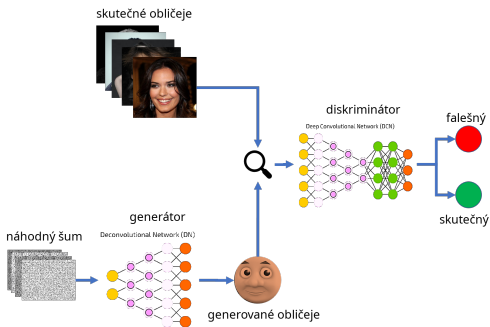 skutečné obličeje
diskriminátor
Deep Convolutional Network (DCN)
falešný
skutečný
generátor
Deconvolutional Network (DN)
náhodný šum
generované obličeje